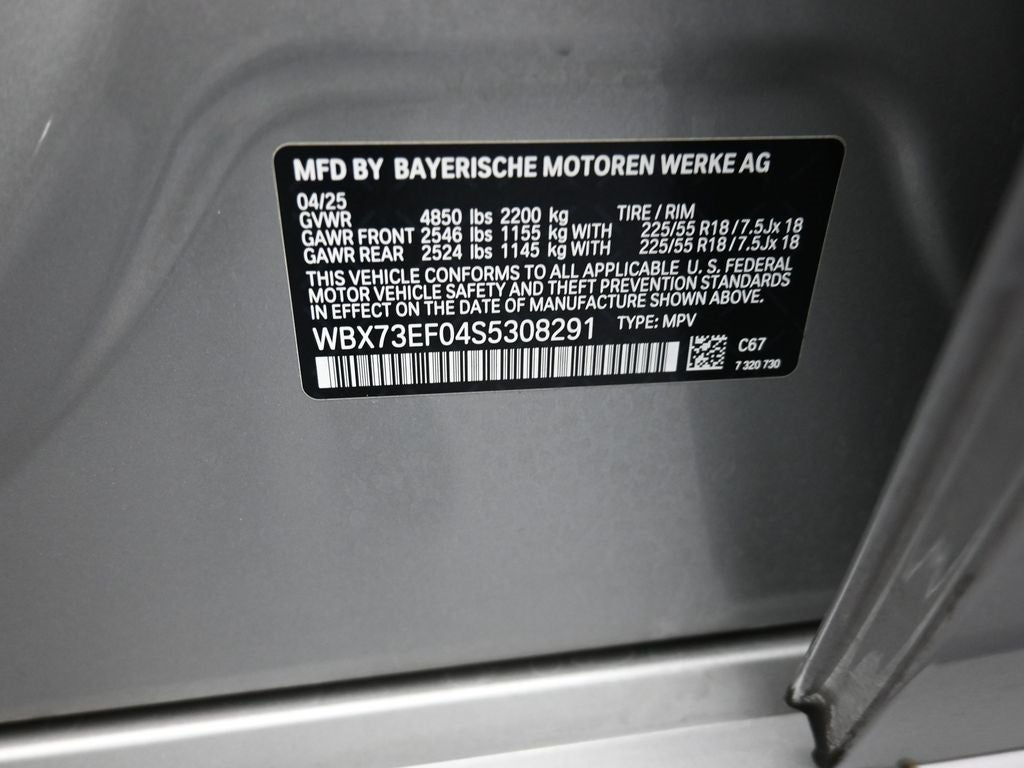 MFD BY BAYERISCHE MOTOREN WERKE AG
04/25
GVWR 4850 lbs 2200 kg TIRE / RIM
GAWR FRONT 2546 lbs 1155 kg WITH 225/55 R18 / 7.5Jx 18
GAWR REAR 2524 lbs 1145 kg WITH 225/55 R18 / 7.5Jx 18
THIS VEHICLE CONFORMS TO ALL APPLICABLE U. S. FEDERAL
MOTOR VEHICLE SAFETY AND THEFT PREVENTION STANDARDS
IN EFFECT ON THE DATE OF MANUFACTURE SHOWN ABOVE.
WBX73EF04S5308291 TYPE: MPV
C67
7 320 730